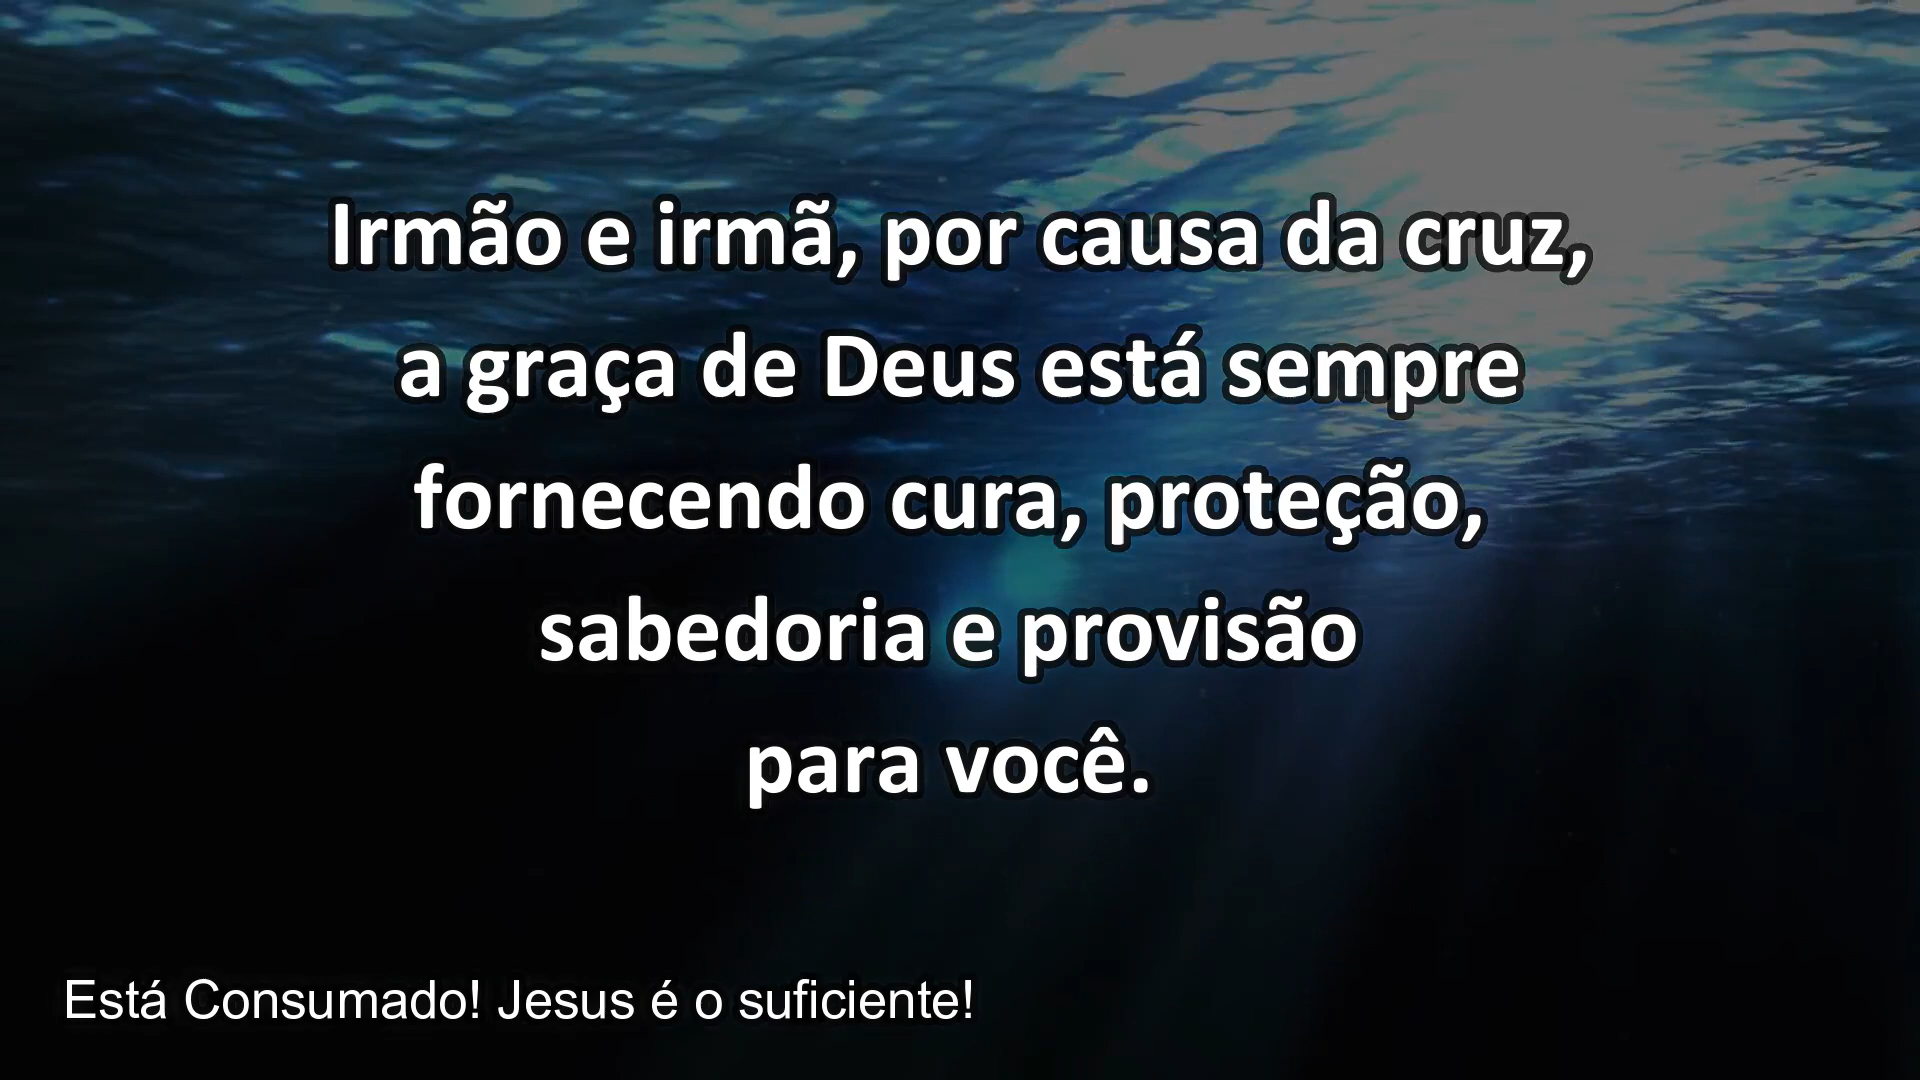 Irmão e irmã, por causa da cruz,
a graça de Deus está sempre
fornecendo cura, proteção,
sabedoria e provisão
para você.
Está Consumado! Jesus é o suficiente!